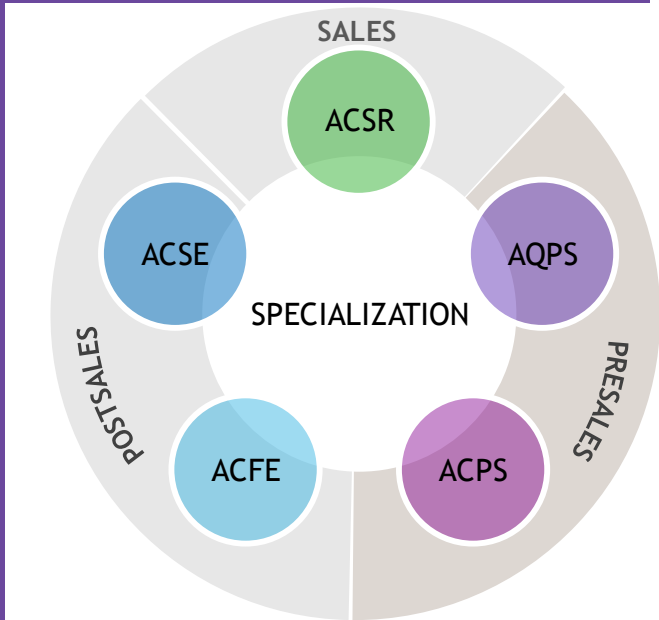 SALES
ACSR
ACSE
AQPS
SPECIALIZATION
POSTSALES
PRESALES
ACFE
ACPS